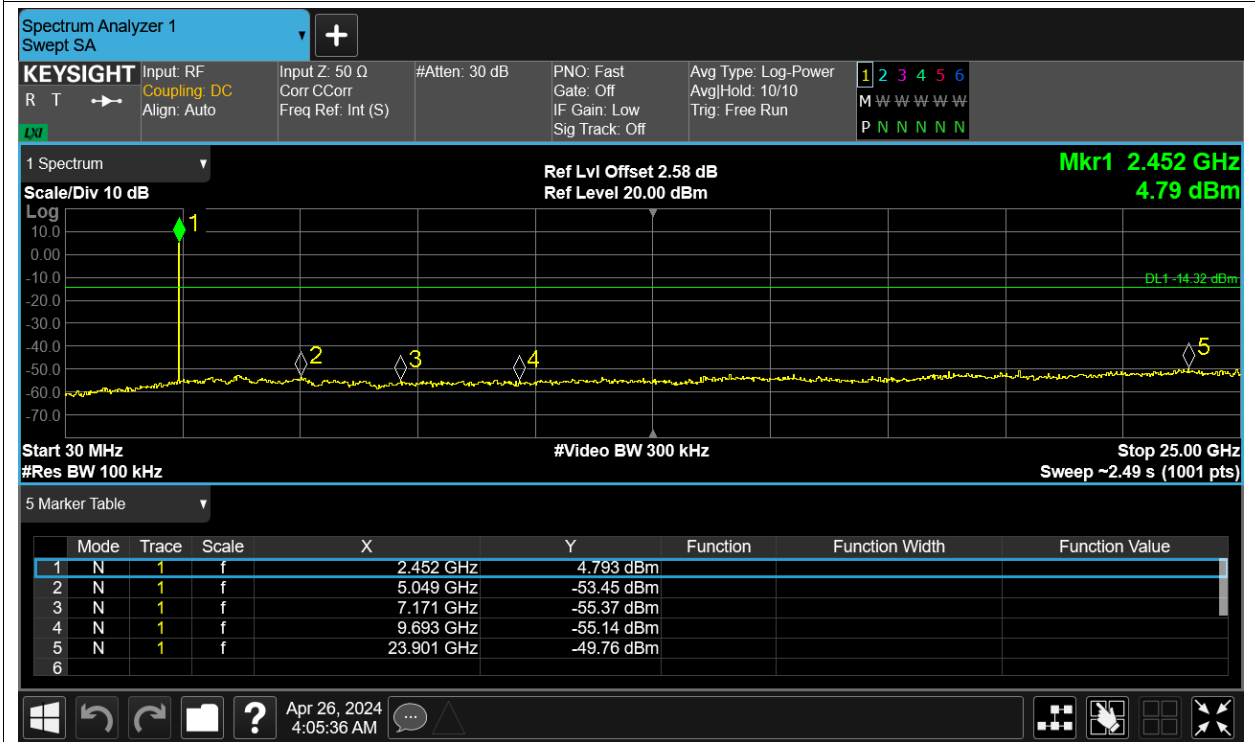 Spectrum Analyzer 1
Swept SA
KEYSIGHT
R T
LXI
Input: RF
Coupling: DC
Align: Auto
Input Z: 50 Ω
Corr CCorr
Freq Ref: Int (S)
#Atten: 30 dB
PNO: Fast
Gate: Off
IF Gain: Low
Sig Track: Off
Avg Type: Log-Power
Avg|Hold: 10/10
Trig: Free Run
1 2 3 4 5 6
M W W W W W
P N N N N N
1 Spectrum
Scale/Div 10 dB
Ref Lvl Offset 2.58 dB
Ref Level 20.00 dBm
Mkr1 2.452 GHz
4.79 dBm
Log
10.0
0.00
-10.0
-20.0
-30.0
-40.0
-50.0
-60.0
-70.0
1
2
3
4
5
DL1 -14.32 dBm
Start 30 MHz
#Res BW 100 kHz
#Video BW 300 kHz
Stop 25.00 GHz
Sweep ~2.49 s (1001 pts)
5 Marker Table
Mode Trace Scale X Y Function Function Width Function Value
1 N 1 f 2.452 GHz 4.793 dBm
2 N 1 f 5.049 GHz -53.45 dBm
3 N 1 f 7.171 GHz -55.37 dBm
4 N 1 f 9.693 GHz -55.14 dBm
5 N 1 f 23.901 GHz -49.76 dBm
6
?
Apr 26, 2024
4:05:36 AM